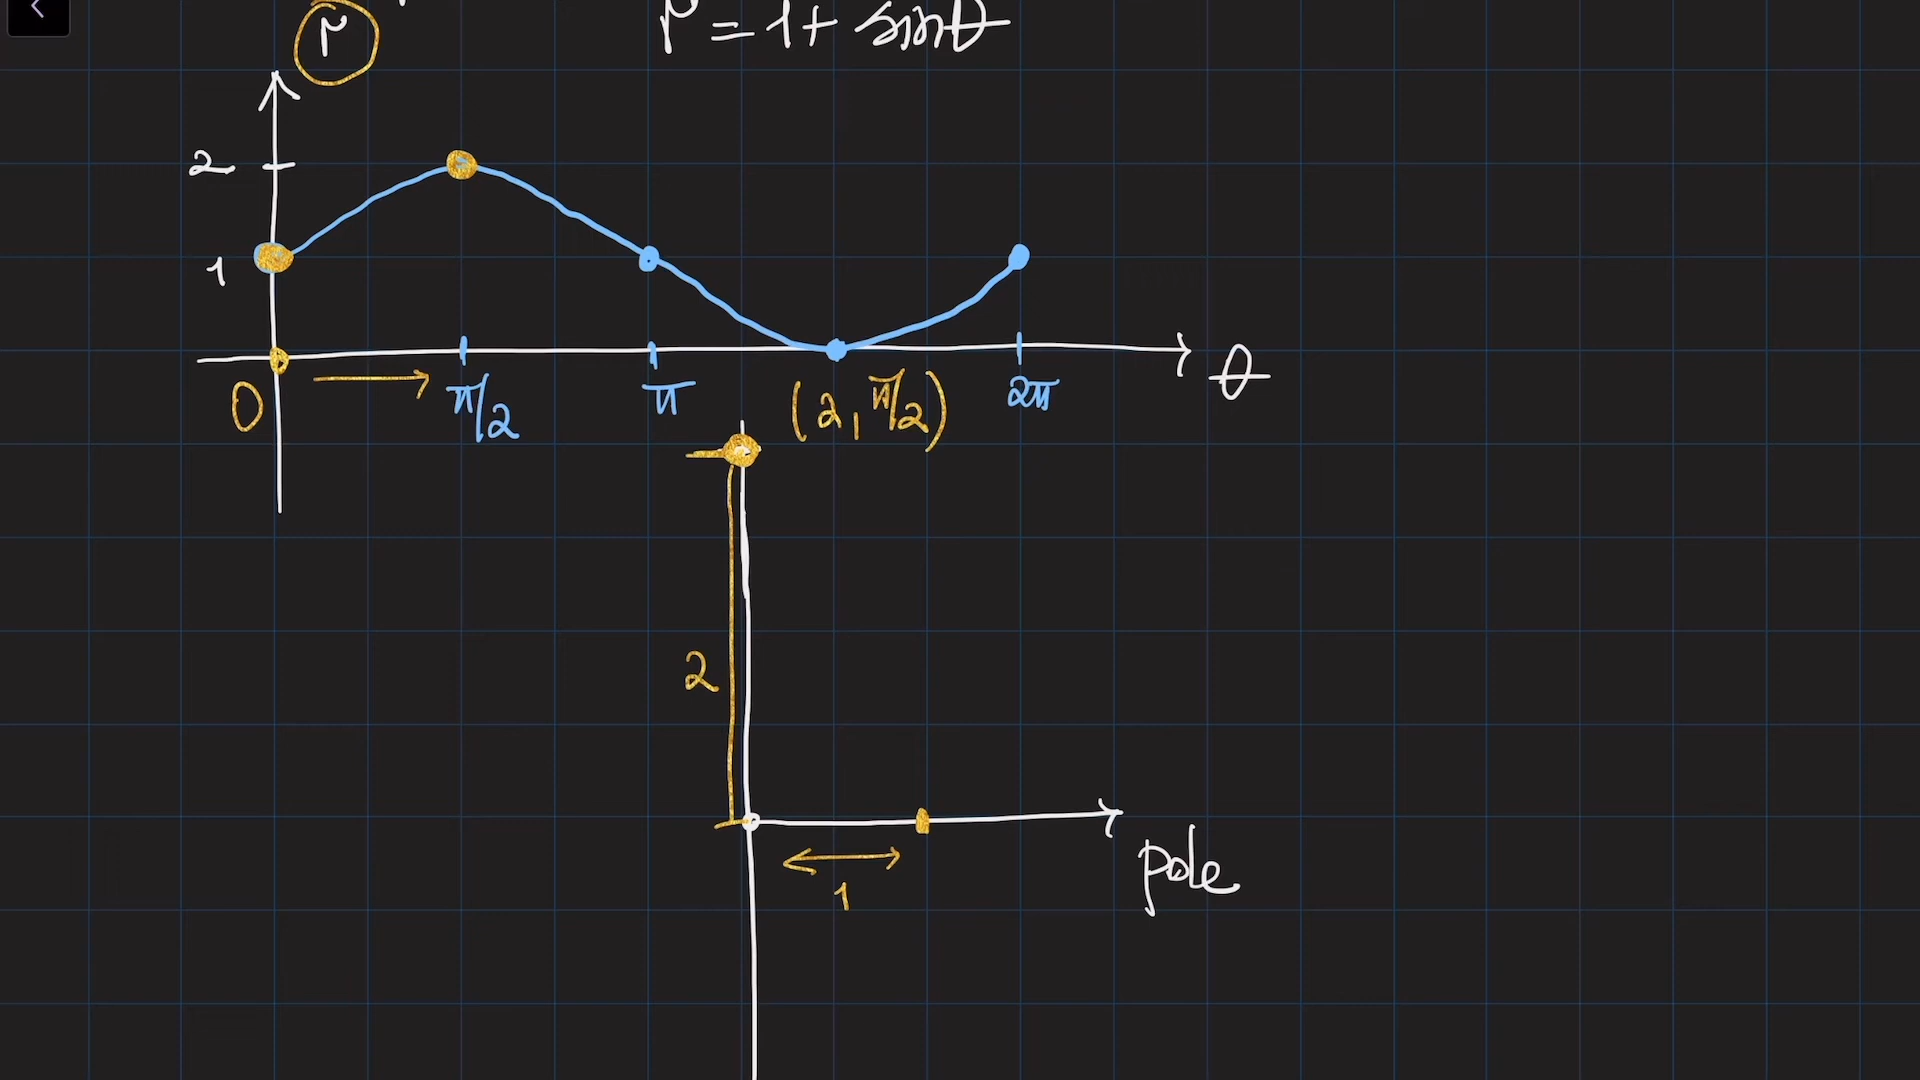 r
r = 1 + sinθ
2
1
θ
0
π/2
π
(2, π/2)
2π
2
1
pole